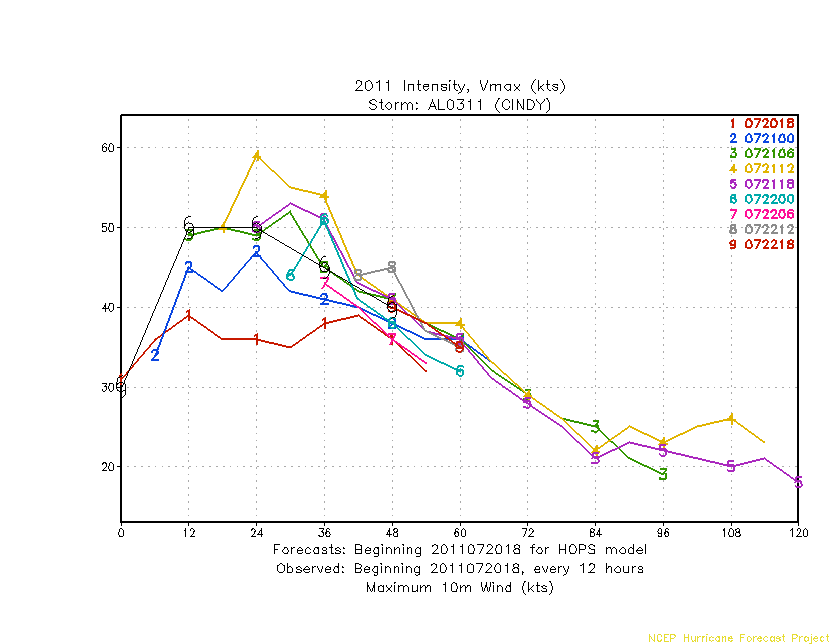 2011 Intensity, Vmax (kts)
Storm: AL0311 (CINDY)
1 072018
2 072100
3 072106
4 072112
5 072118
6 072200
7 072206
8 072212
9 072218
60
50
40
30
20
0 12 24 36 48 60 72 84 96 108 120
Forecasts: Beginning 2011072018 for HOPS model
Observed: Beginning 2011072018, every 12 hours
Maximum 10m Wind (kts)
NCEP Hurricane Forecast Project